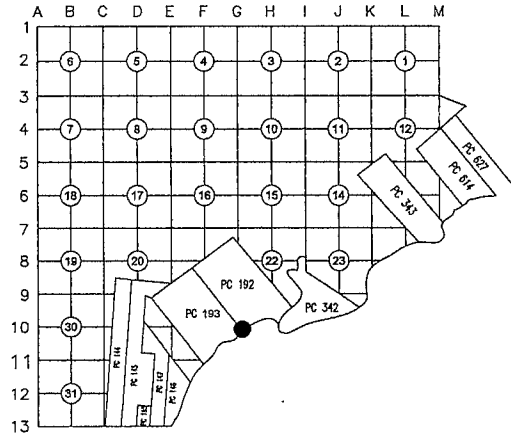 A B C D E F G H I J K L M
1
2 6 5 4 3 2 1
3
4 7 8 9 10 11 12
PC 627
5
PC 614
6 18 17 16 15 14
PC 343
7
8 19 20 22 23
PC 192
9
PC 193 PC 342
10 30
PC 144
11
PC 145 PC 147 PC 146
12 31
13